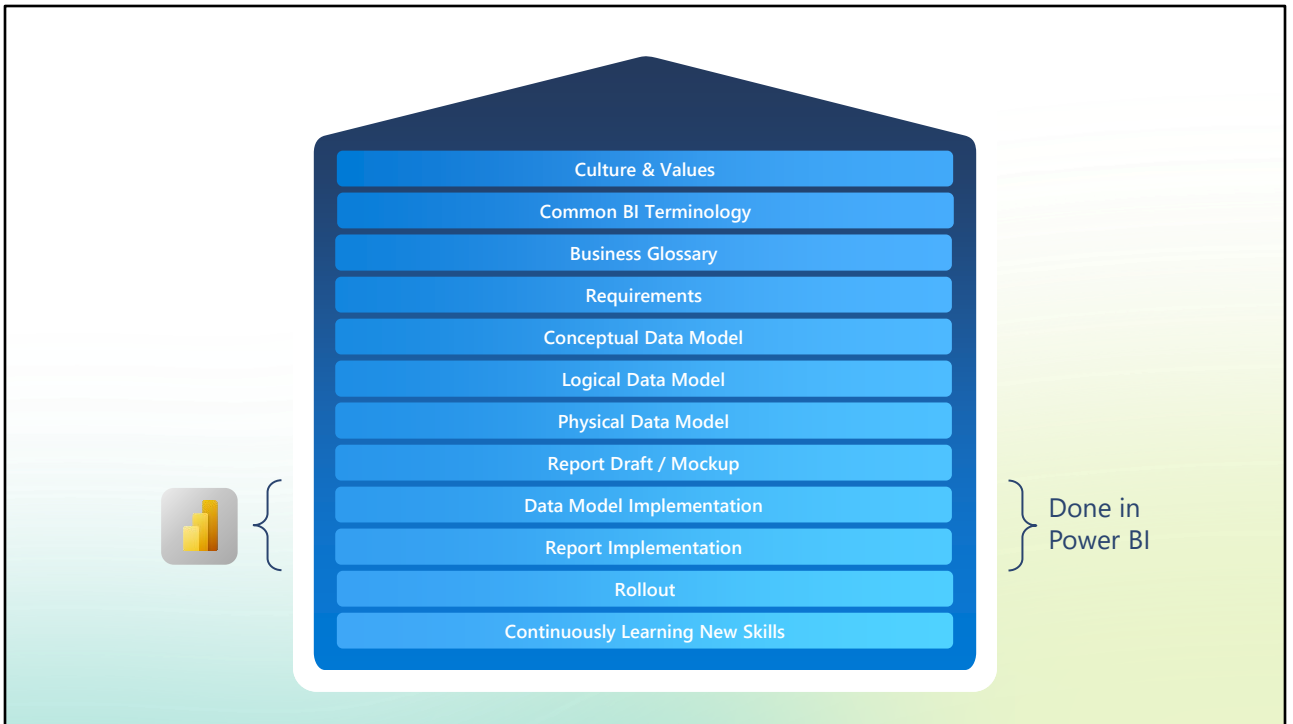 Culture & Values
Common BI Terminology
Business Glossary
Requirements
Conceptual Data Model
Logical Data Model
Physical Data Model
Report Draft / Mockup
Data Model Implementation
Report Implementation
Rollout
Continuously Learning New Skills
Done in
Power BI